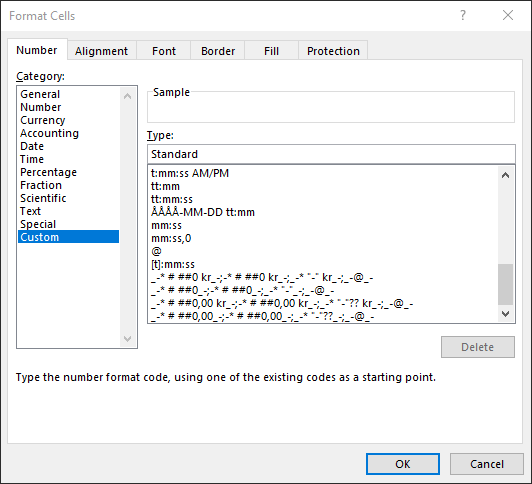 Format Cells
Number Alignment Font Border Fill Protection
Category:
General
Number
Currency
Accounting
Date
Time
Percentage
Fraction
Scientific
Text
Special
Custom
Sample
Type:
Standard
t:mm:ss AM/PM
tt:mm
tt:mm:ss
ÅÅÅÅ-MM-DD tt:mm
mm:ss
mm:ss,0
@
[t]:mm:ss
_-* # ##0 kr_-;-* # ##0 kr_-;_-* "-" kr_-;_-@_-
_-* # ##0_-;-* # ##0_-;_-* "-"_-;_-@_-
_-* # ##0,00 kr_-;-* # ##0,00 kr_-;_-* "-"?? kr_-;_-@_-
_-* # ##0,00_-;-* # ##0,00_-;_-* "-"??_-;_-@_-
Delete
Type the number format code, using one of the existing codes as a starting point.
OK Cancel